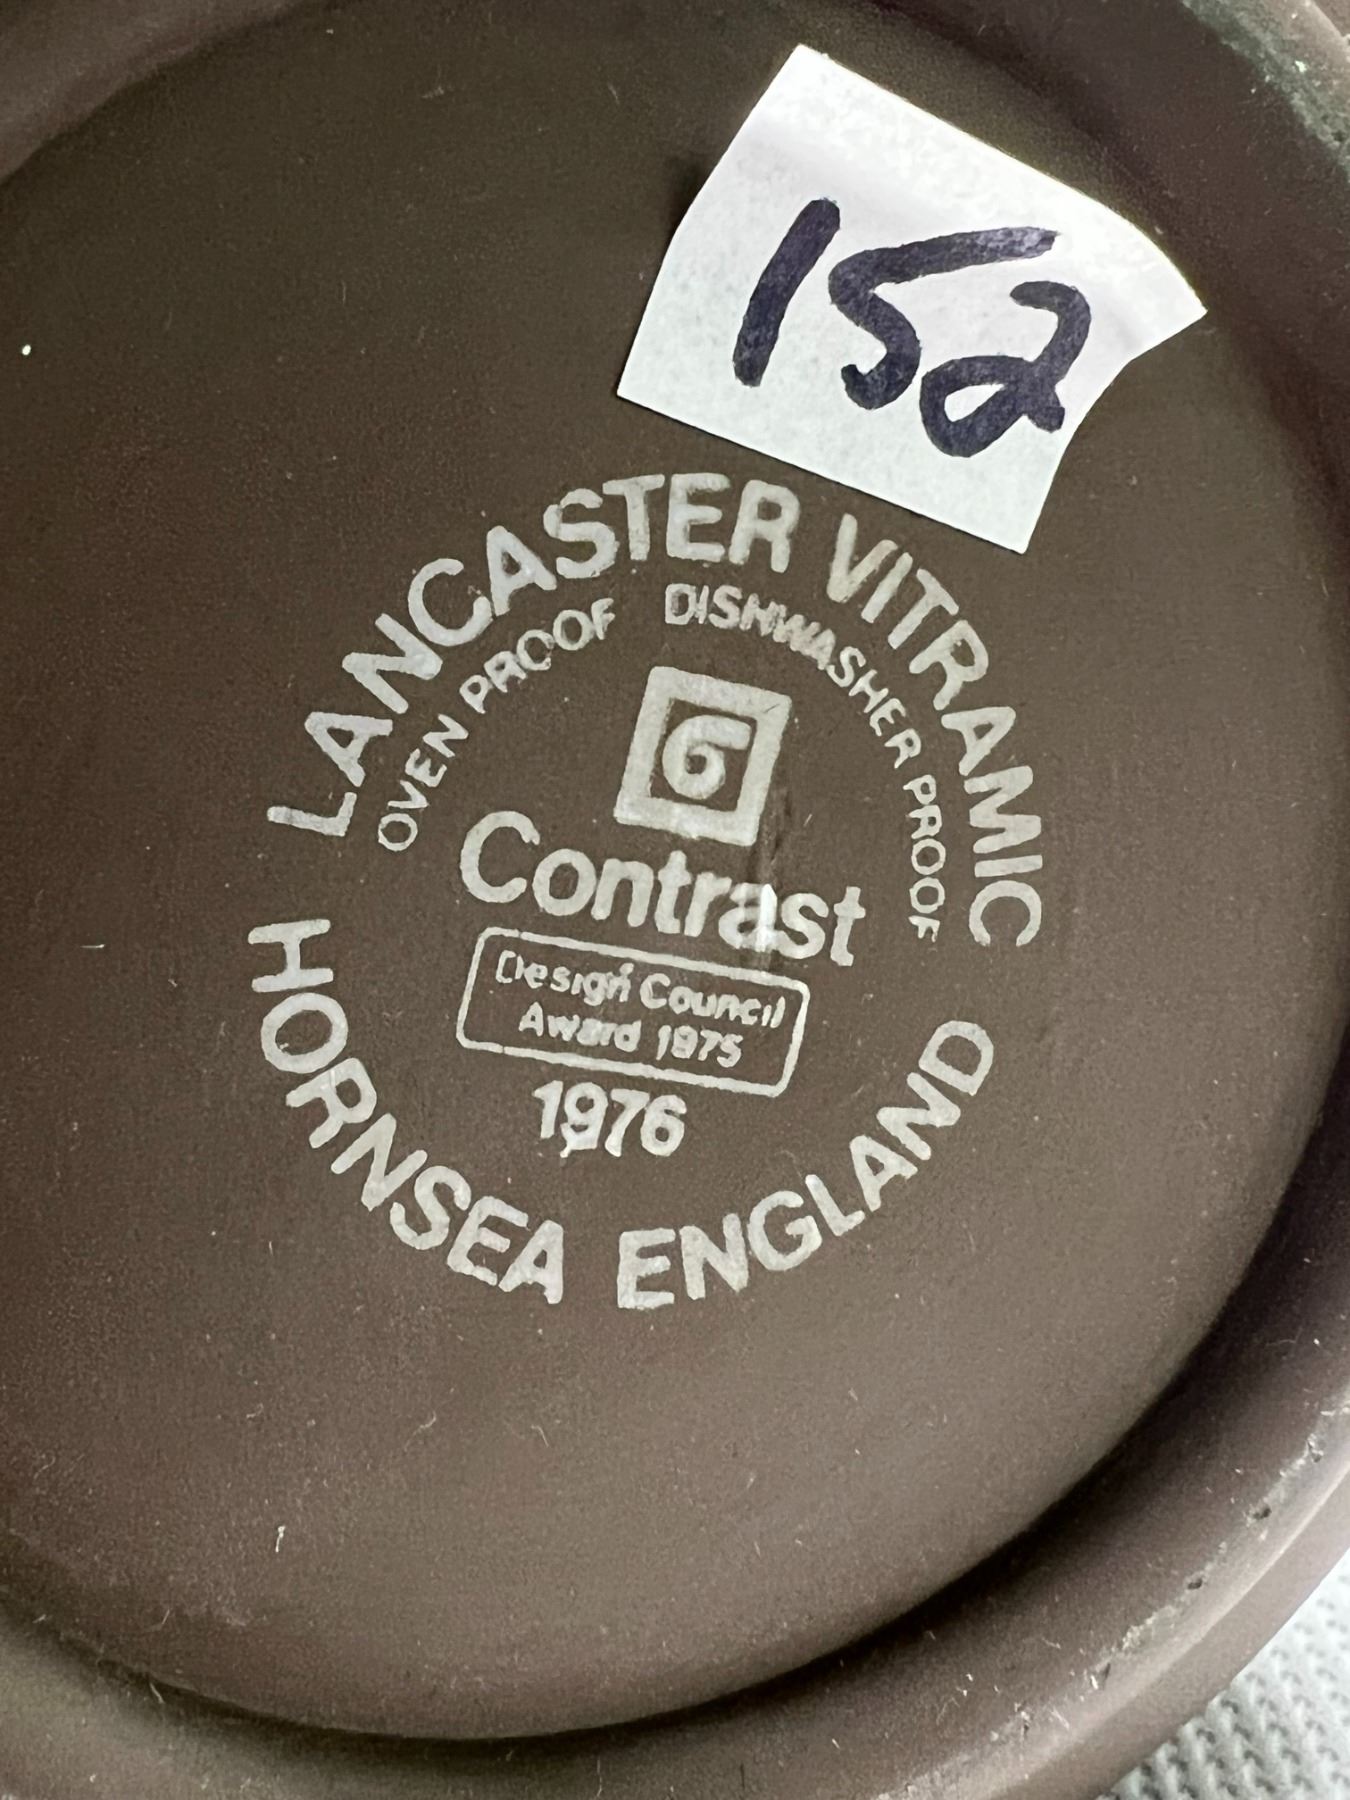 152
LANCASTER VITRAMIC
OVEN PROOF DISHWASHER PROOF
Contrast
Design Council
Award 1975
1976
HORNSEA ENGLAND